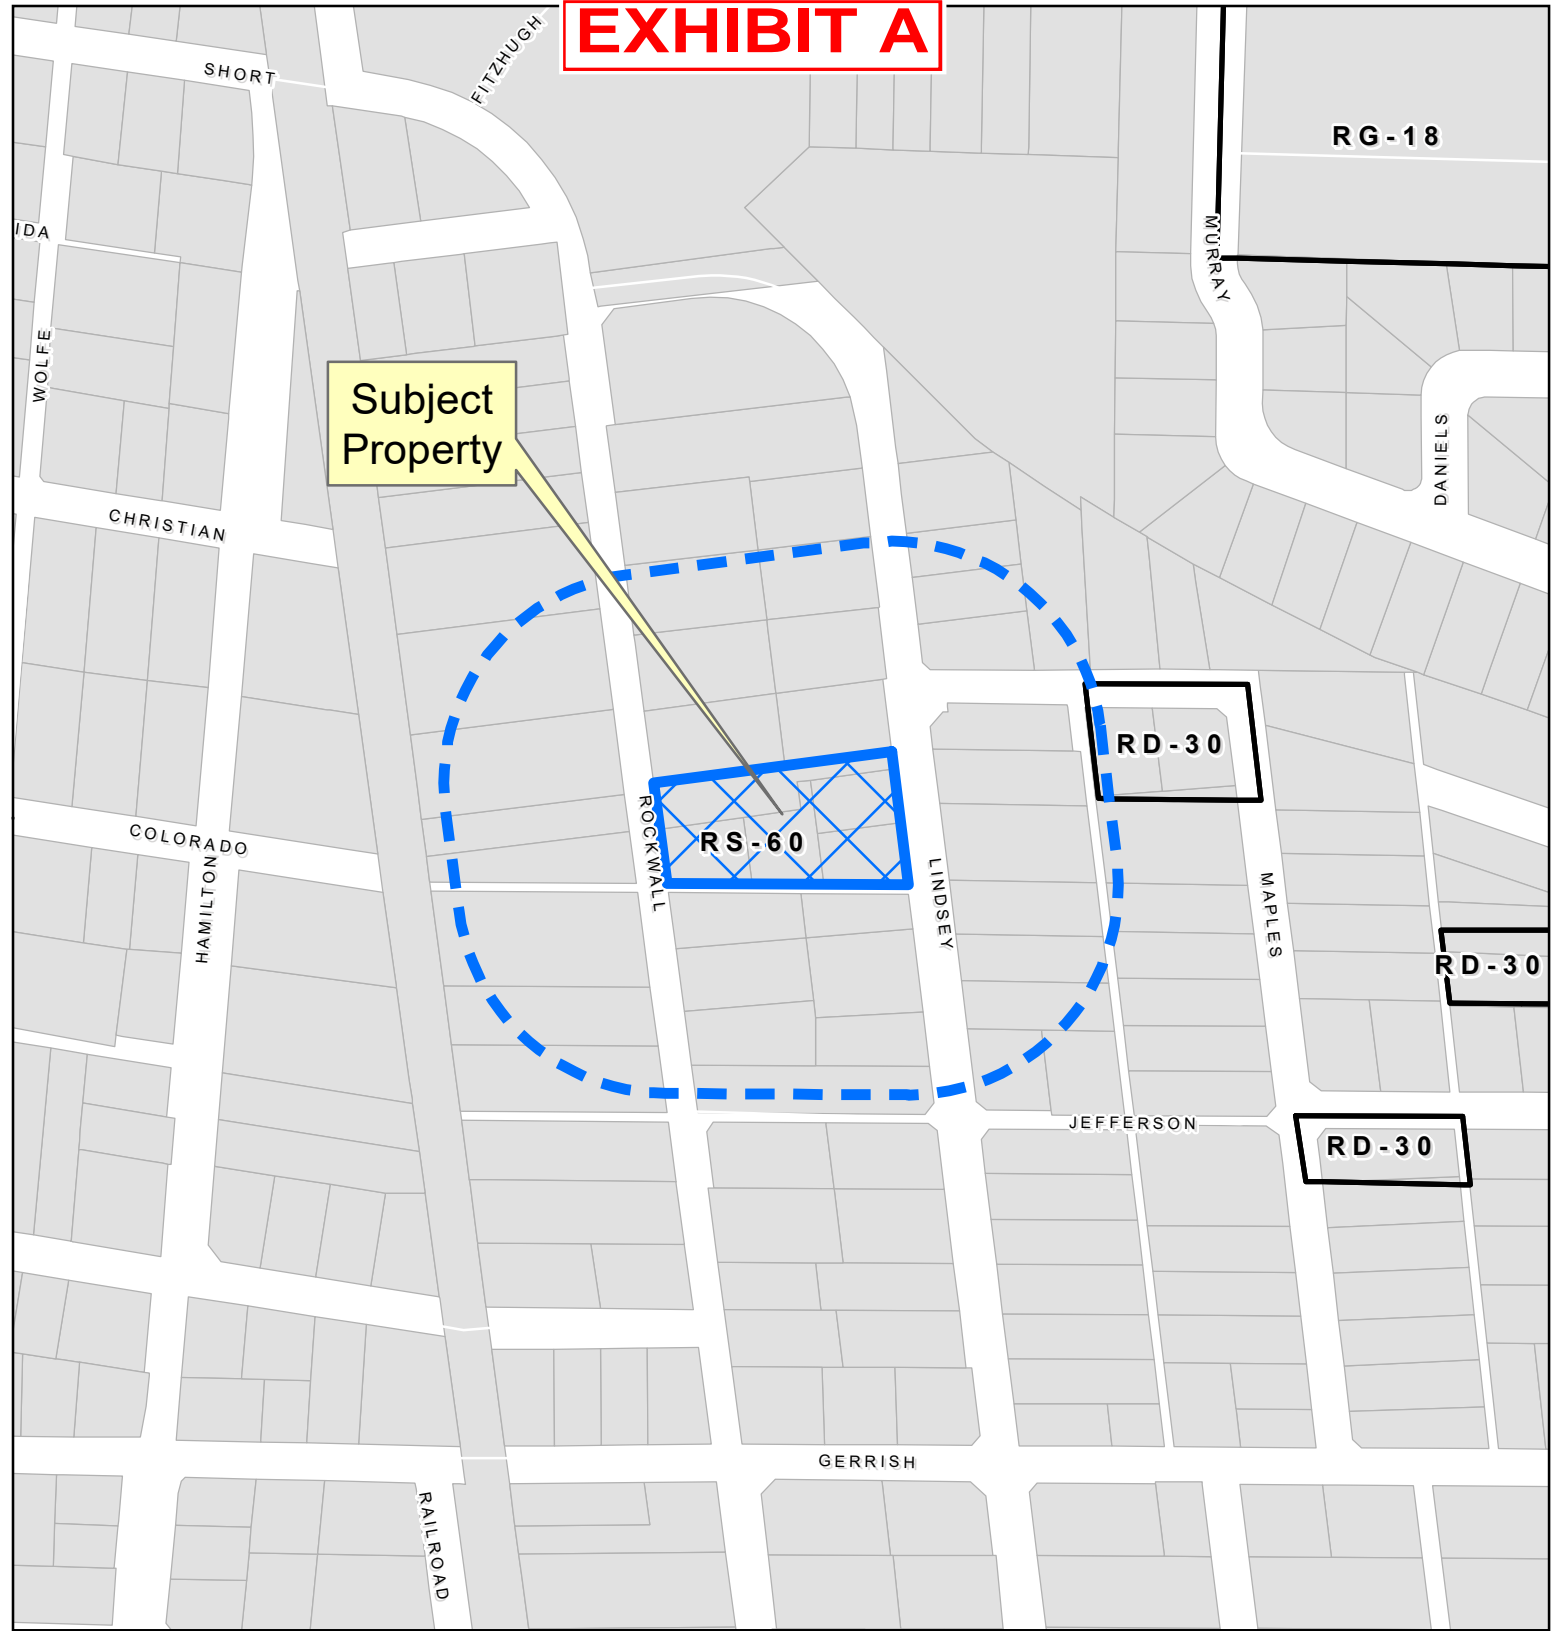 EXHIBIT A
FITZHUGH
SHORT
RG-18
IDA
MURRAY
WOLFE
Subject
Property
DANIELS
CHRISTIAN
RD-30
ROCKWALL
RS-60
COLORADO
HAMILTON
LINDSEY
MAPLES
RD-30
JEFFERSON
RD-30
GERRISH
RAILROAD